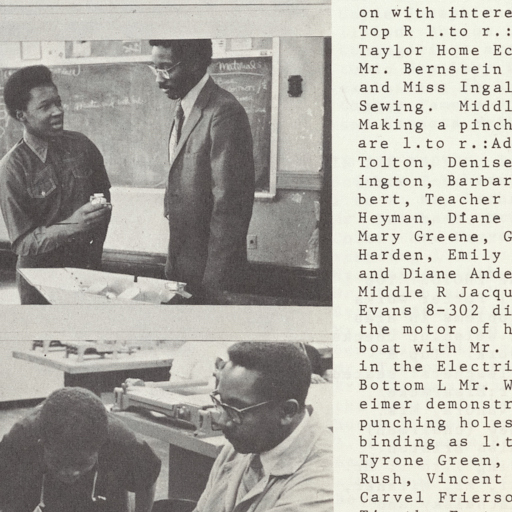 Materials
on with intere
Top R l.to r.:
Taylor Home Ec
Mr. Bernstein
and Miss Ingal
Sewing.  Middl
Making a pinch
are l.to r.:Ad
Tolton, Denise
ington, Barbar
bert, Teacher
Heyman, Diane
Mary Greene, G
Harden, Emily
and Diane Ande
Middle R Jacqu
Evans 8-302 di
the motor of h
boat with Mr.
in the Electri
Bottom L Mr. W
eimer demonstr
punching holes
binding as l.t
Tyrone Green,
Rush, Vincent
Carvel Frierso